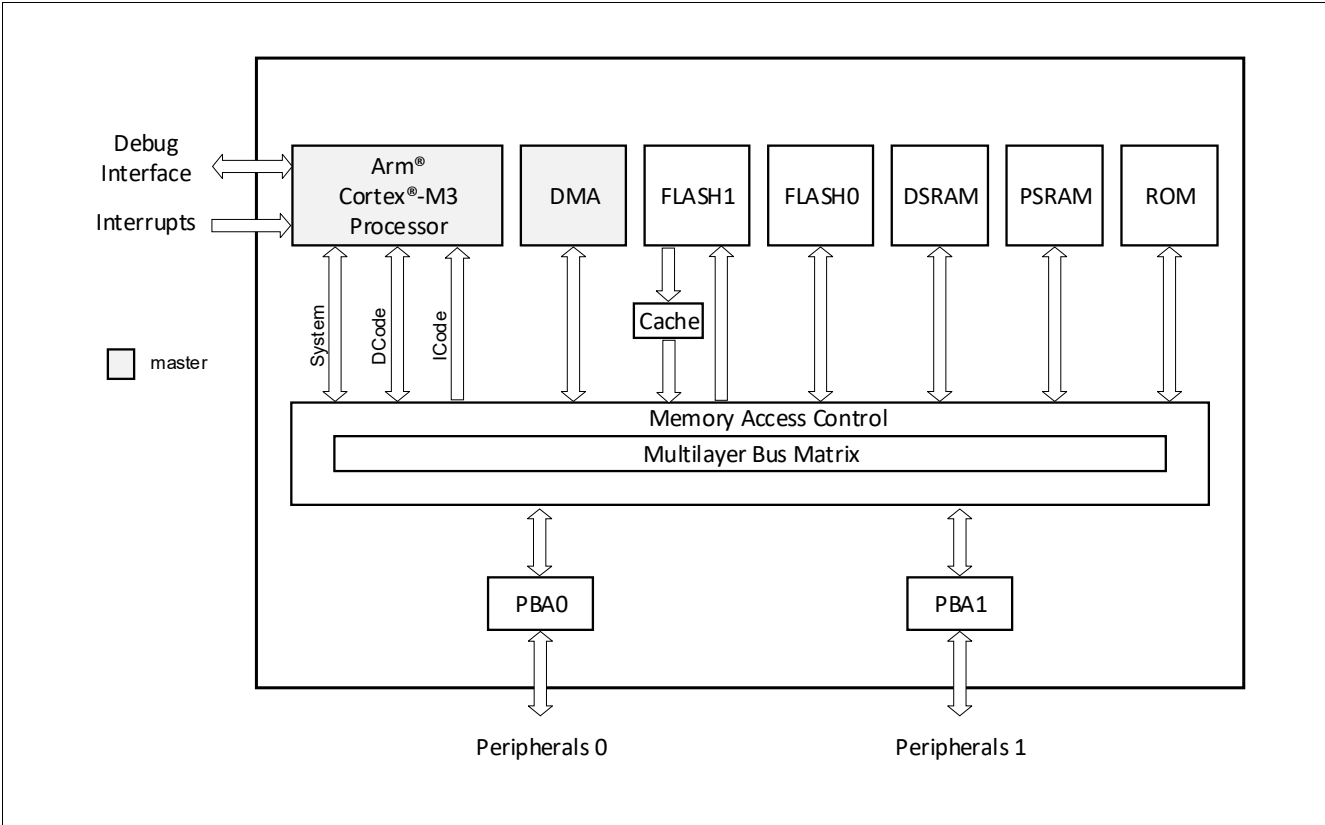 Debug
Interface
Interrupts
Arm®
Cortex®-M3
Processor
DMA
FLASH1
FLASH0
DSRAM
PSRAM
ROM
System
DCode
ICode
Cache
master
Memory Access Control
Multilayer Bus Matrix
PBA0
PBA1
Peripherals 0
Peripherals 1